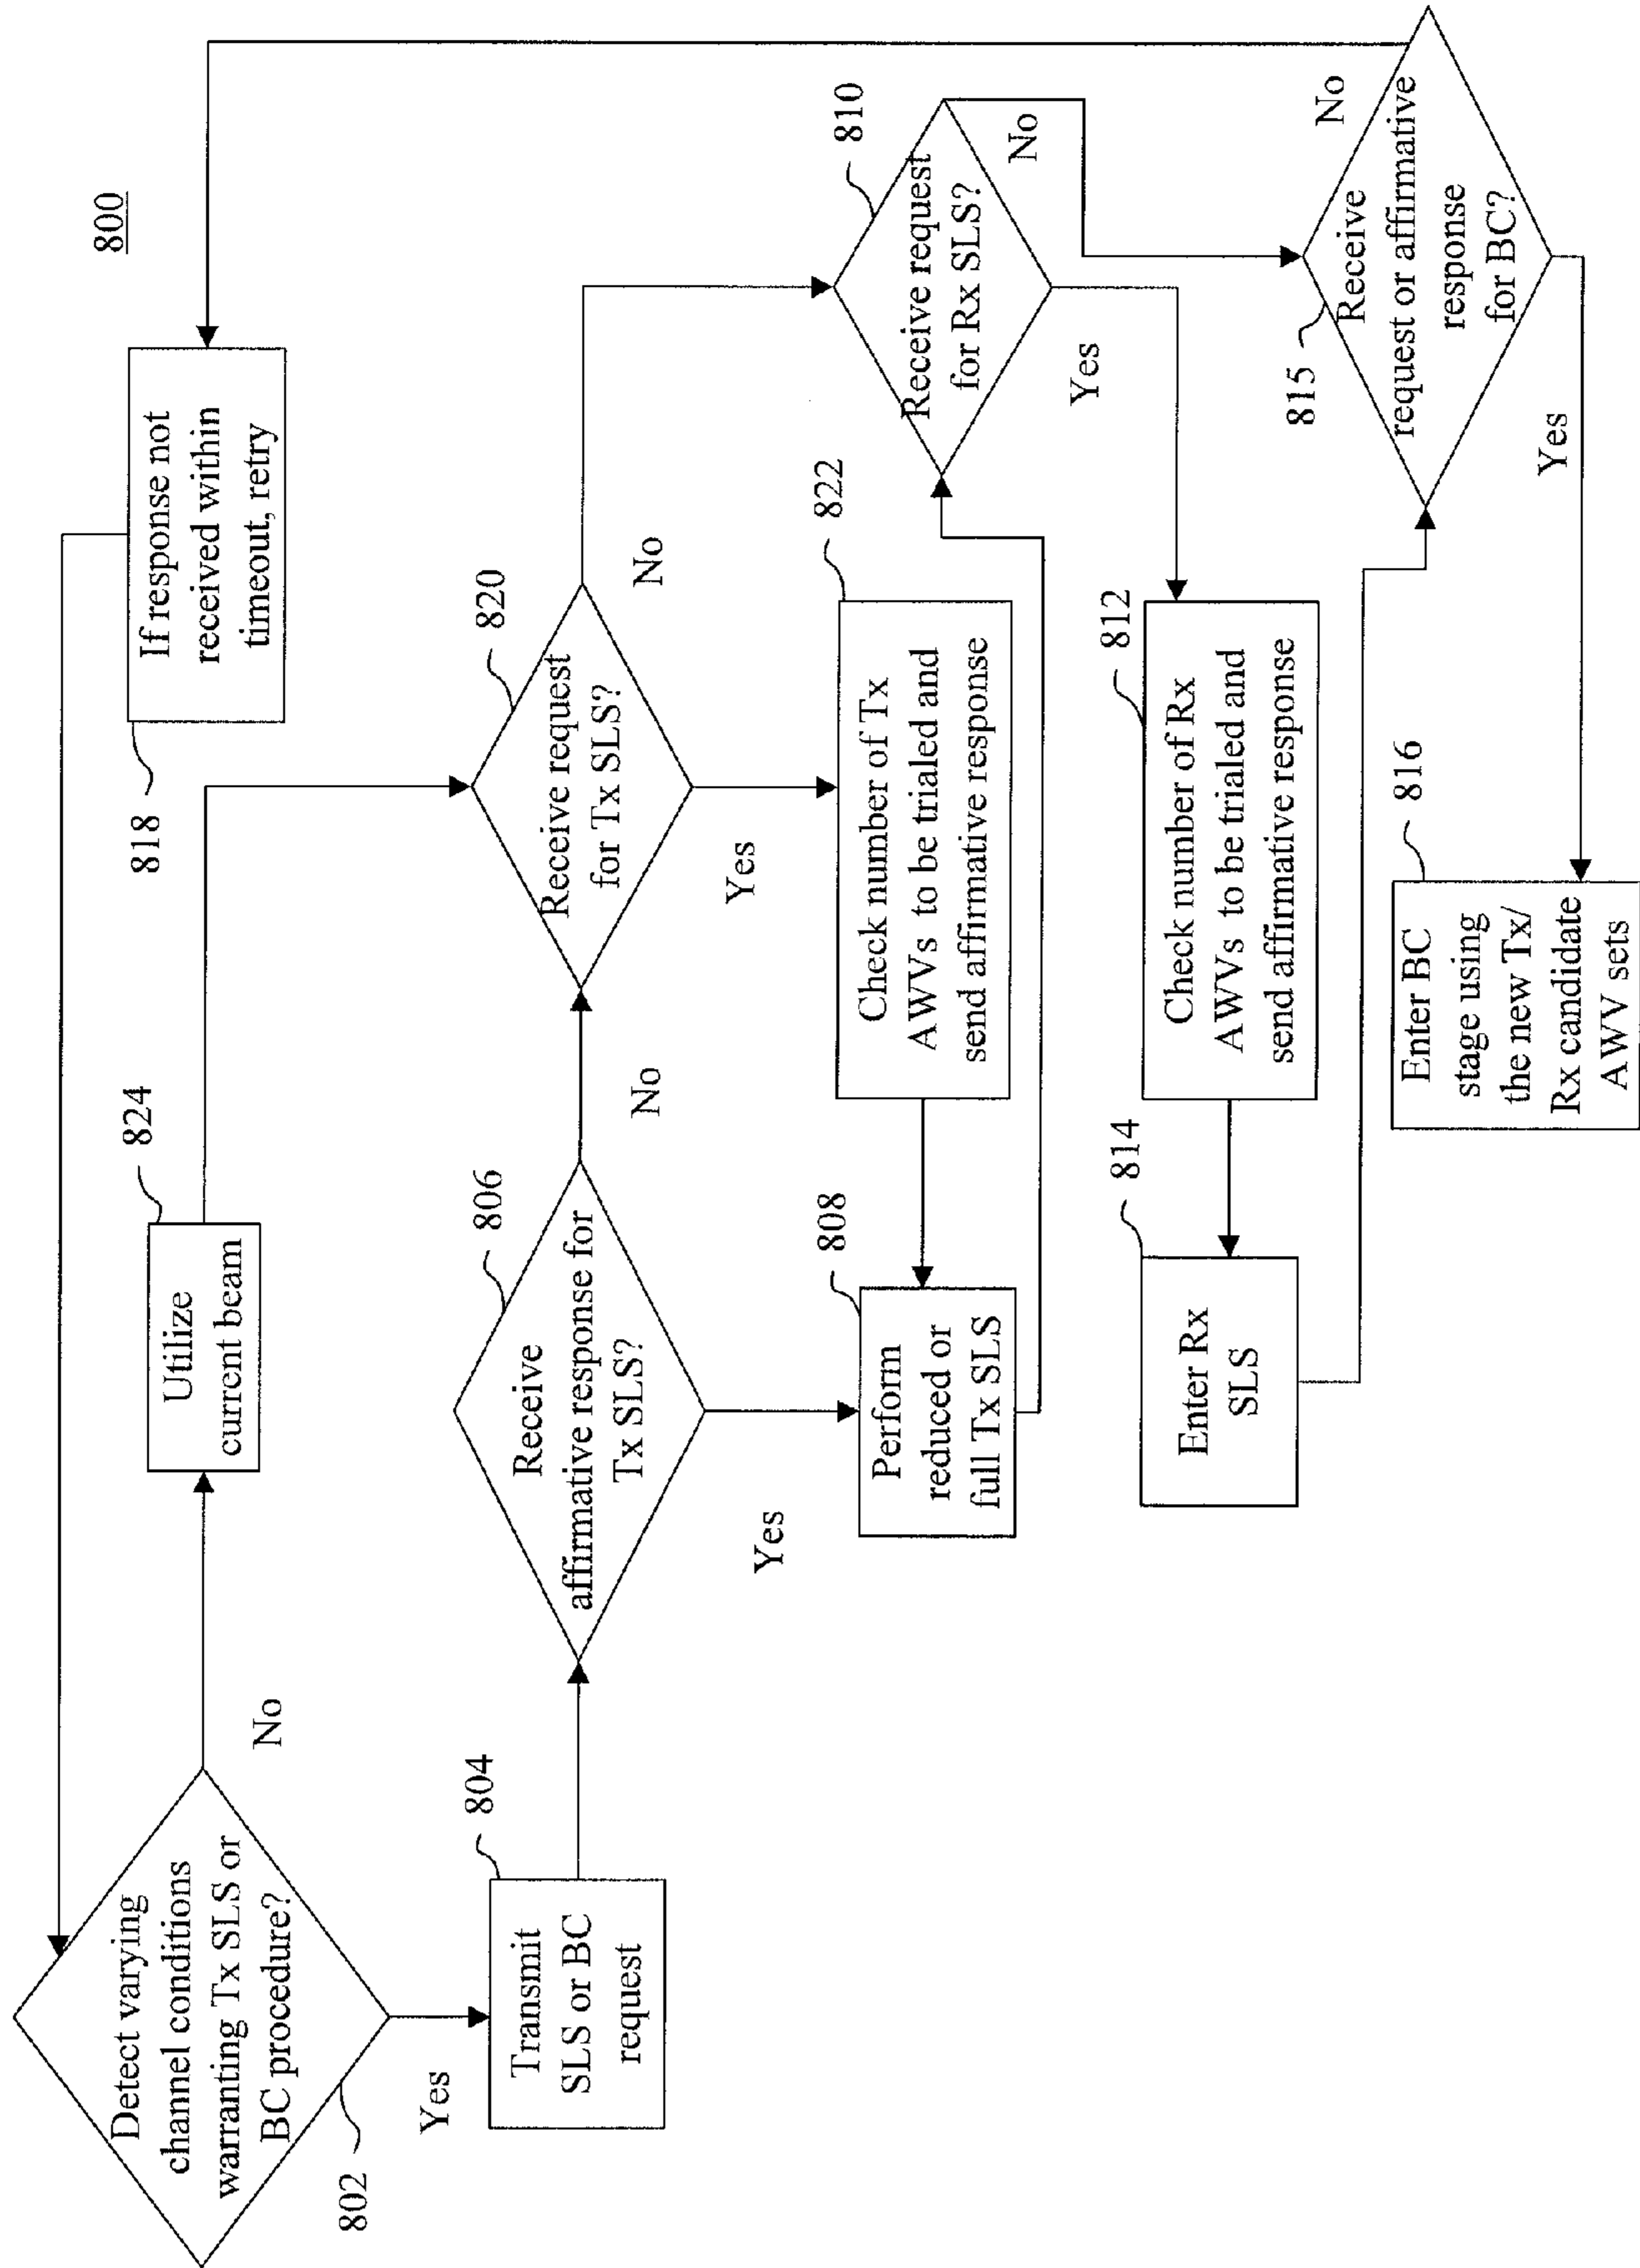 800
Detect varying
channel conditions
warranting Tx SLS or
BC procedure?
802
No
Yes
Utilize
current beam
824
If response not
received within
timeout, retry
818
Transmit
SLS or BC
request
804
Receive
affirmative response for
Tx SLS?
806
No
Yes
Receive request
for Tx SLS?
820
No
Yes
Perform
reduced or
full Tx SLS
808
Check number of Tx
AWVs to be trialed and
send affirmative response
822
Receive request
for Rx SLS?
810
No
Yes
Enter Rx
SLS
814
Check number of Rx
AWVs to be trialed and
send affirmative response
812
Receive
request or affirmative
response
for BC?
815
No
Yes
Enter BC
stage using
the new Tx/
Rx candidate
AWV sets
816